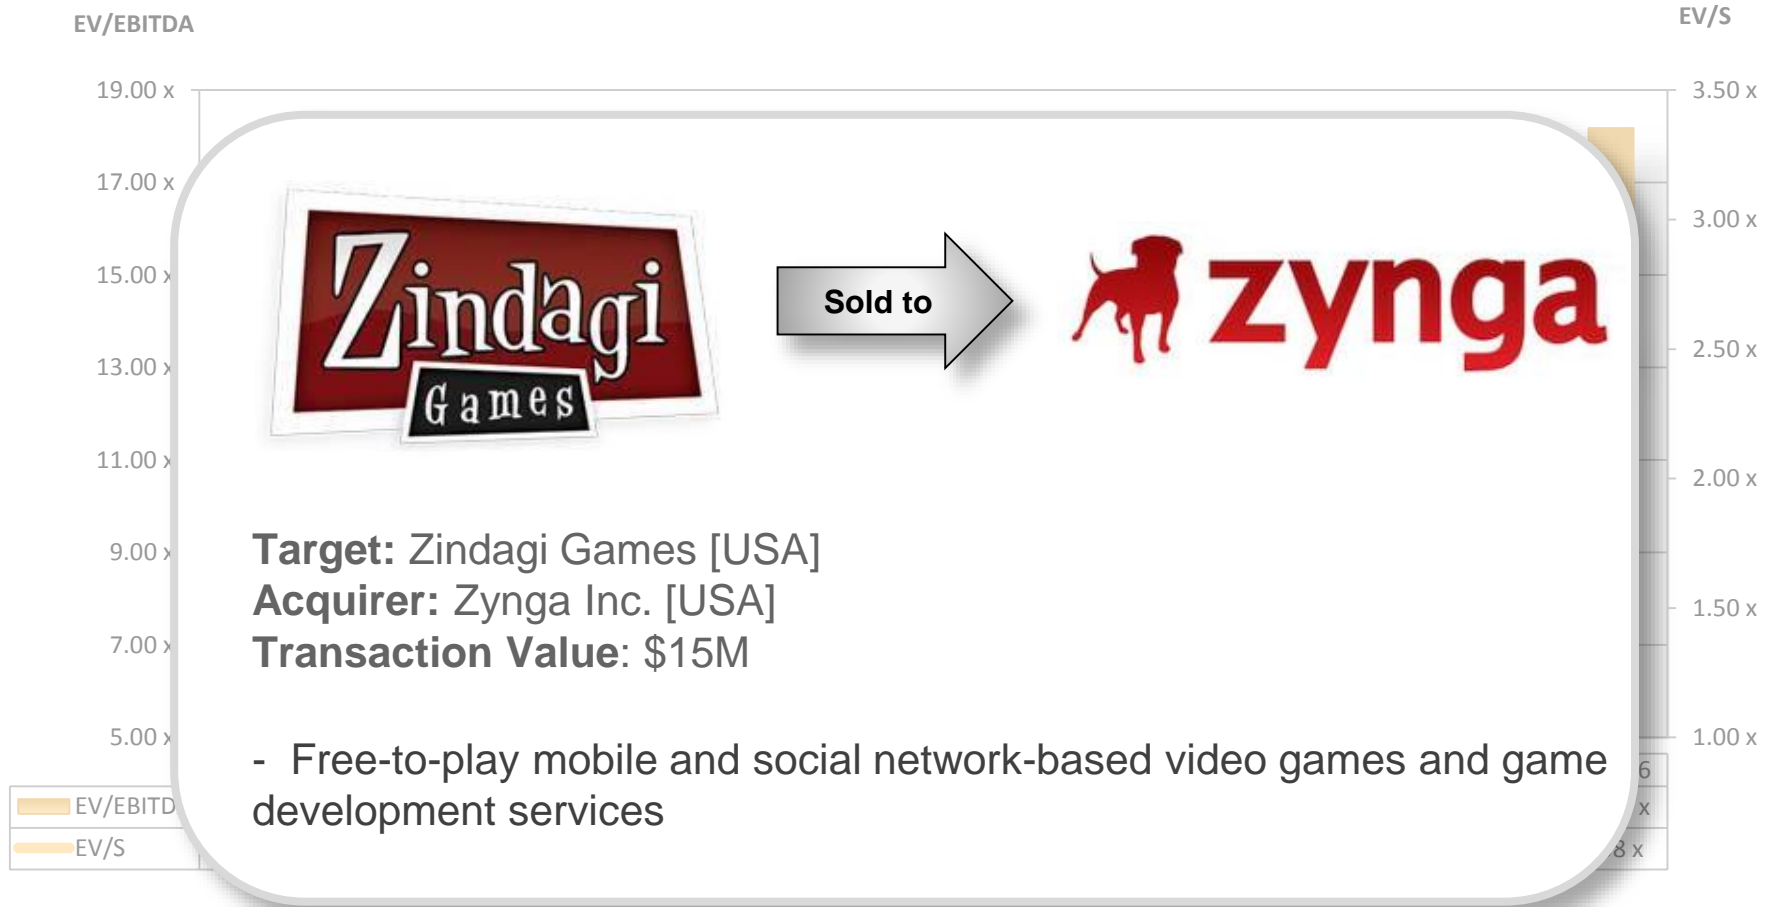 EV/EBITDA
EV/S
19.00 x
3.50 x
17.00 x
3.00 x
15.00 x
13.00 x
2.50 x
11.00 x
2.00 x
9.00 x
7.00 x
1.50 x
5.00 x
1.00 x
Zindagi
Games
Sold to
zynga
Target: Zindagi Games [USA]
Acquirer: Zynga Inc. [USA]
Transaction Value: $15M
- Free-to-play mobile and social network-based video games and game
development services
6
EV/EBITD
x
EV/S
8 x